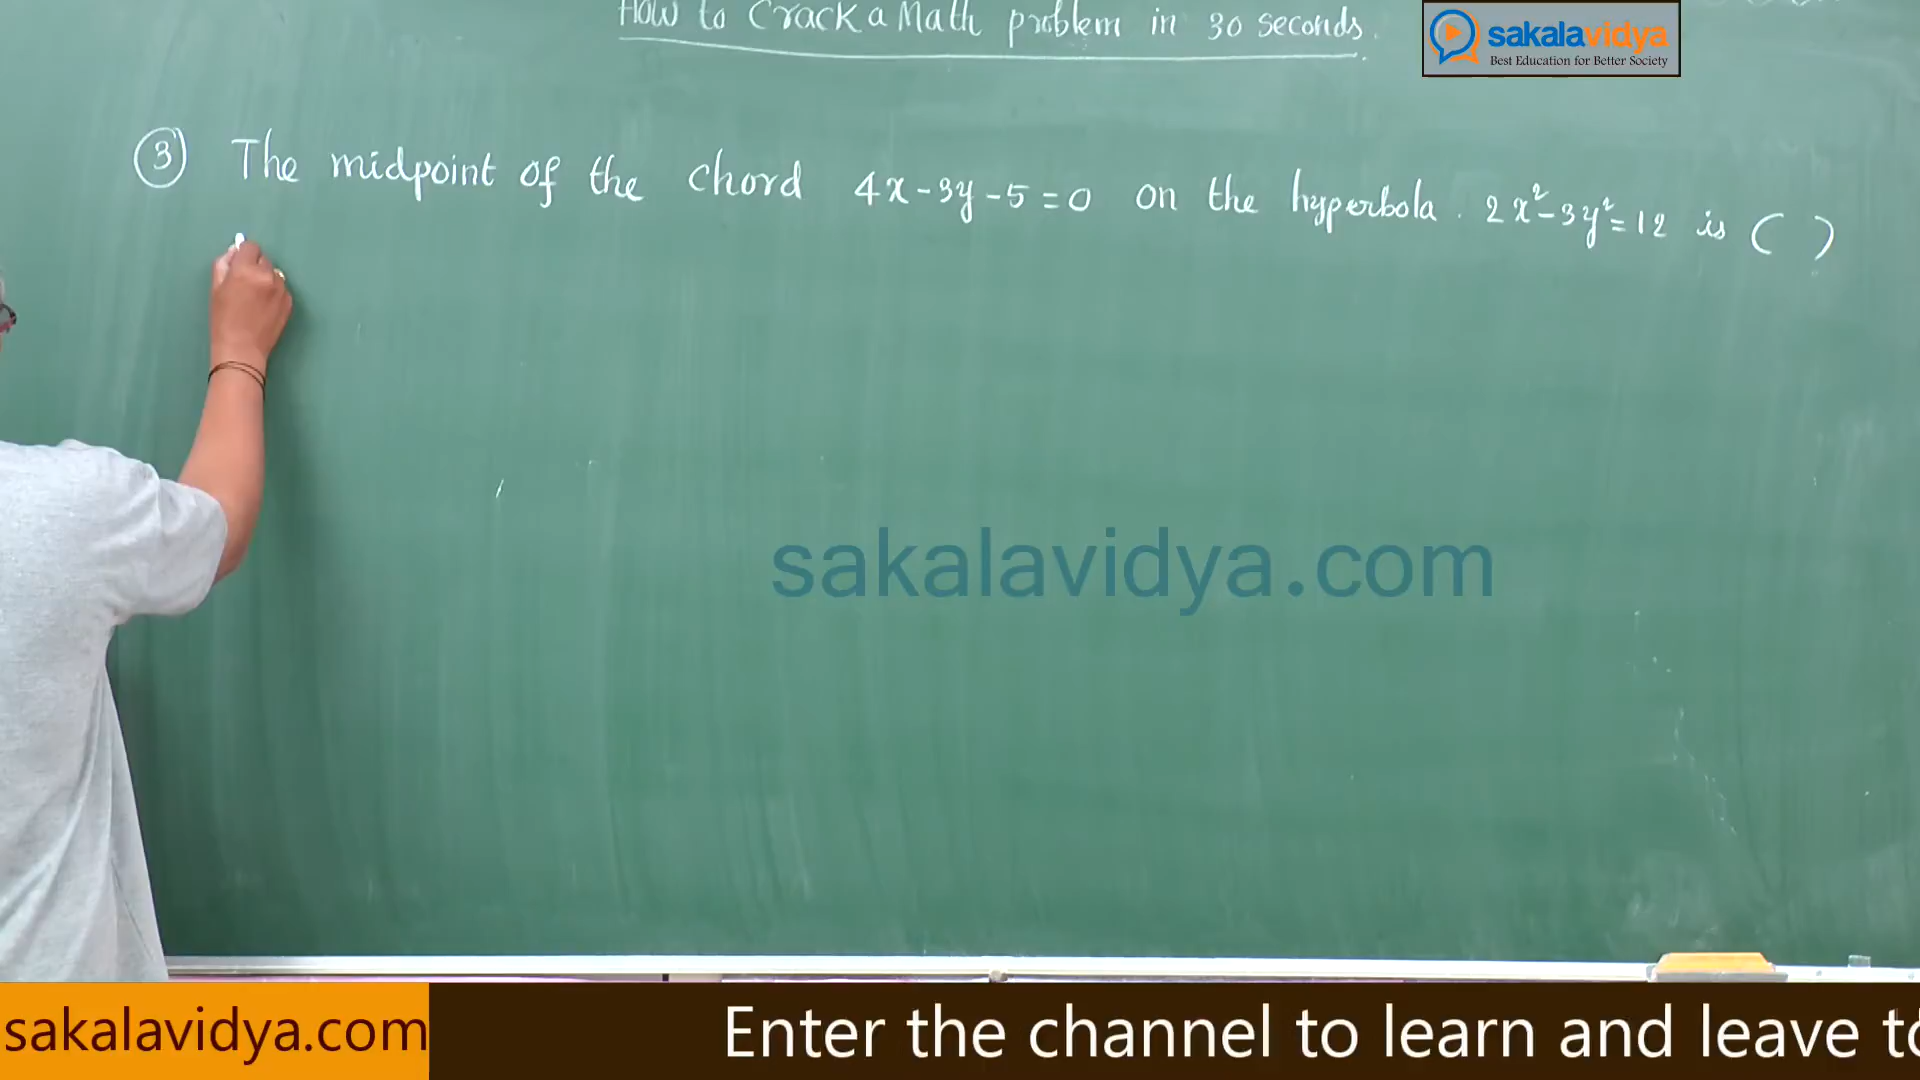 How to Crack a Math problem in 30 seconds.
sakalavidya
Best Education for Better Society
3 The midpoint of the chord 4x-3y-5=0 on the hyperbola. 2x²-3y²=12 is ( )
sakalavidya.com
sakalavidya.com
Enter the channel to learn and leave to